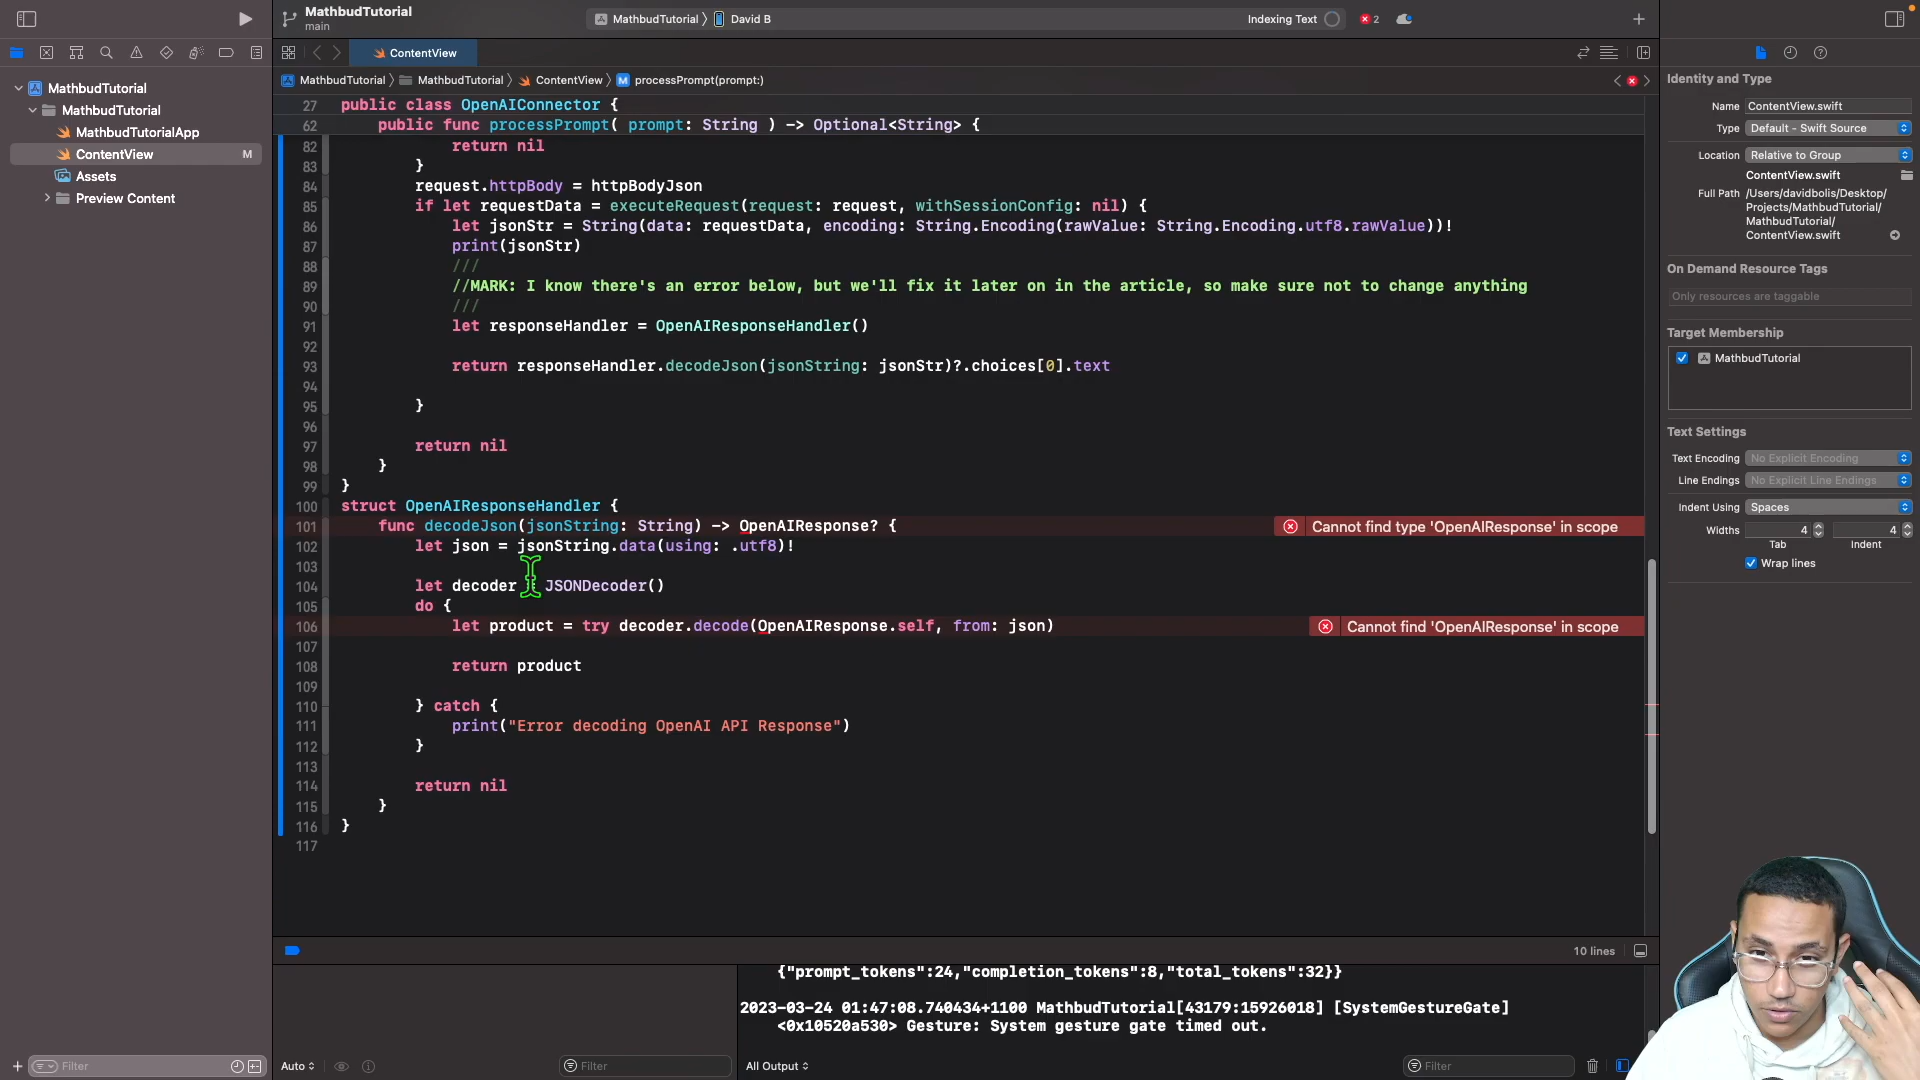 MathbudTutorial
main
MathbudTutorial 〉 David B
Indexing Text
2
ContentView
MathbudTutorial 〉 MathbudTutorial 〉 ContentView 〉 M processPrompt(prompt:)
MathbudTutorial
MathbudTutorial
MathbudTutorialApp
ContentView M
Assets
Preview Content
27 public class OpenAIConnector {
62 public func processPrompt( prompt: String ) -> Optional<String> {
82 return nil
83 }
84 request.httpBody = httpBodyJson
85 if let requestData = executeRequest(request: request, withSessionConfig: nil) {
86 let jsonStr = String(data: requestData, encoding: String.Encoding(rawValue: String.Encoding.utf8.rawValue))!
87 print(jsonStr)
88 ///
89 //MARK: I know there's an error below, but we'll fix it later on in the article, so make sure not to change anything
90 ///
91 let responseHandler = OpenAIResponseHandler()
92
93 return responseHandler.decodeJson(jsonString: jsonStr)?.choices[0].text
94
95 }
96
97 return nil
98 }
99 }
100 struct OpenAIResponseHandler {
101 func decodeJson(jsonString: String) -> OpenAIResponse? { Cannot find type 'OpenAIResponse' in scope
102 let json = jsonString.data(using: .utf8)!
103
104 let decoder JSONDecoder()
105 do {
106 let product = try decoder.decode(OpenAIResponse.self, from: json) Cannot find 'OpenAIResponse' in scope
107
108 return product
109
110 } catch {
111 print("Error decoding OpenAI API Response")
112 }
113
114 return nil
115 }
116 }
117
10 lines
{"prompt_tokens":24,"completion_tokens":8,"total_tokens":32}}
2023-03-24 01:47:08.740434+1100 MathbudTutorial[43179:15926018] [SystemGestureGate]
<0x10520a530> Gesture: System gesture gate timed out.
Filter
Auto
Filter
All Output
Filter
Identity and Type
Name ContentView.swift
Type Default - Swift Source
Location Relative to Group
ContentView.swift
Full Path /Users/davidbolis/Desktop/
Projects/MathbudTutorial/
MathbudTutorial/
ContentView.swift
On Demand Resource Tags
Only resources are taggable
Target Membership
MathbudTutorial
Text Settings
Text Encoding No Explicit Encoding
Line Endings No Explicit Line Endings
Indent Using Spaces
Widths 4 4
Tab Indent
Wrap lines